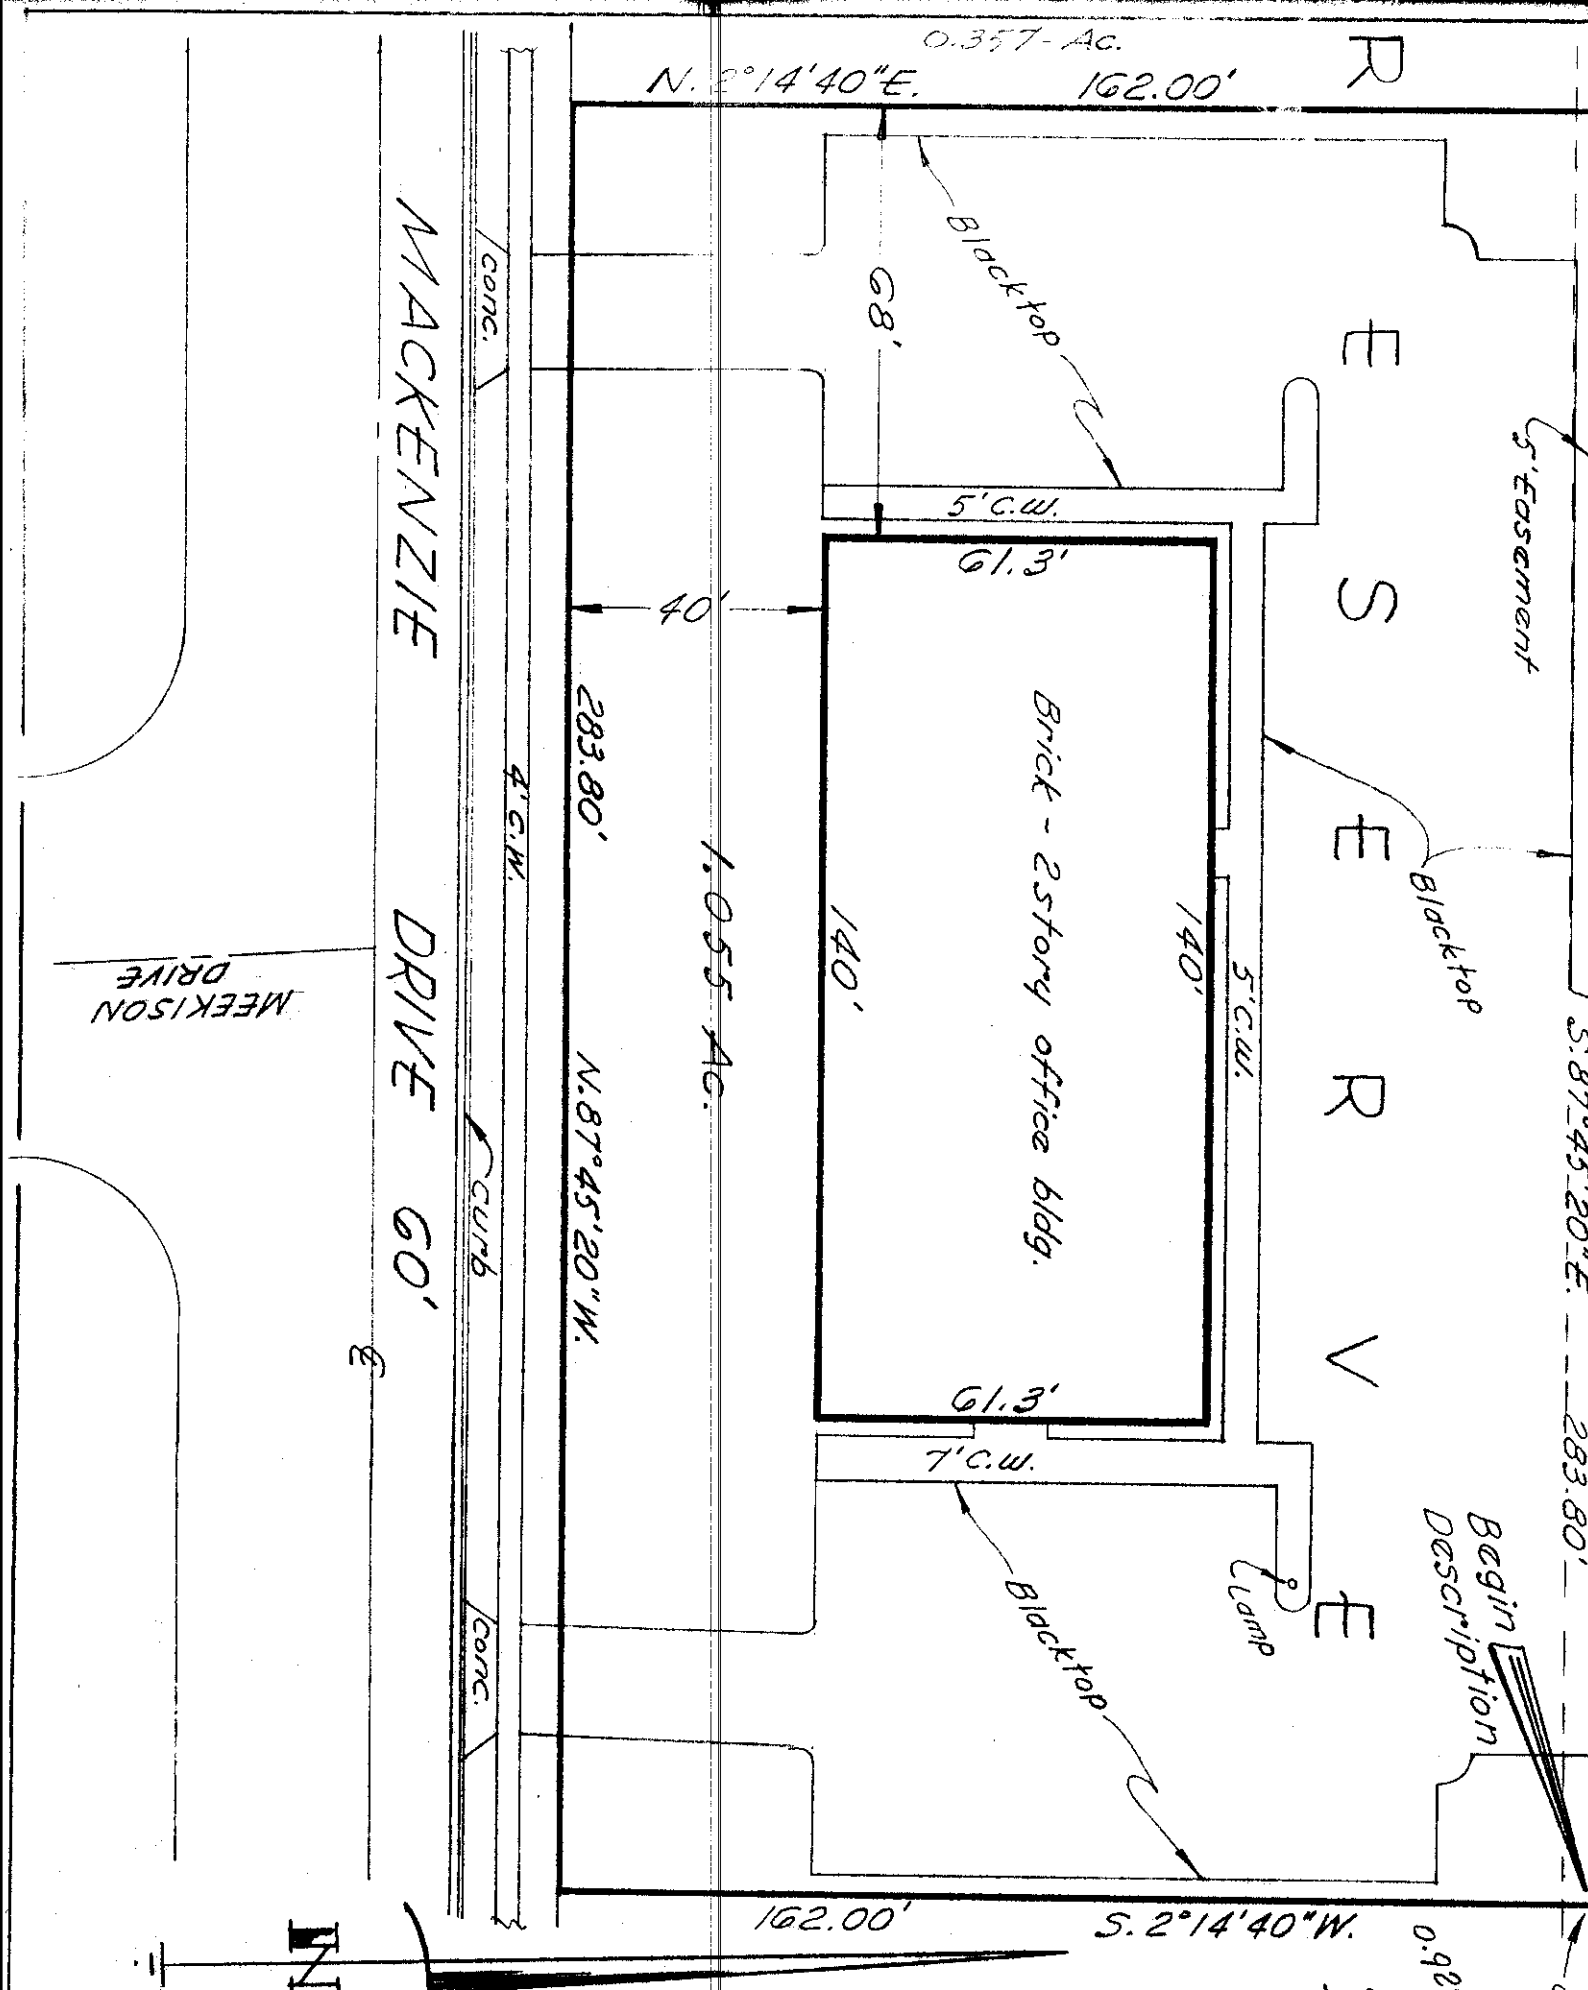 0.357-Ac.
N. 2°14'40"E. 162.00'
R E S E R V E
Blacktop
68'
5' Easement
5' C.W.
61.3'
40'
Brick - 2 story office bldg.
140'
140'
5' C.W.
Blacktop
S. 87°45'20"E. 283.80'
283.80' N. 87°45'20"W.
1.055 Ac.
conc.
MACKENZIE DRIVE 60'
4' C.W.
MEEKISON
DRIVE
Curb
℄
61.3'
7' C.W.
Blacktop
Lamp
Begin
Description
conc.
162.00' S. 2°14'40"W.
N